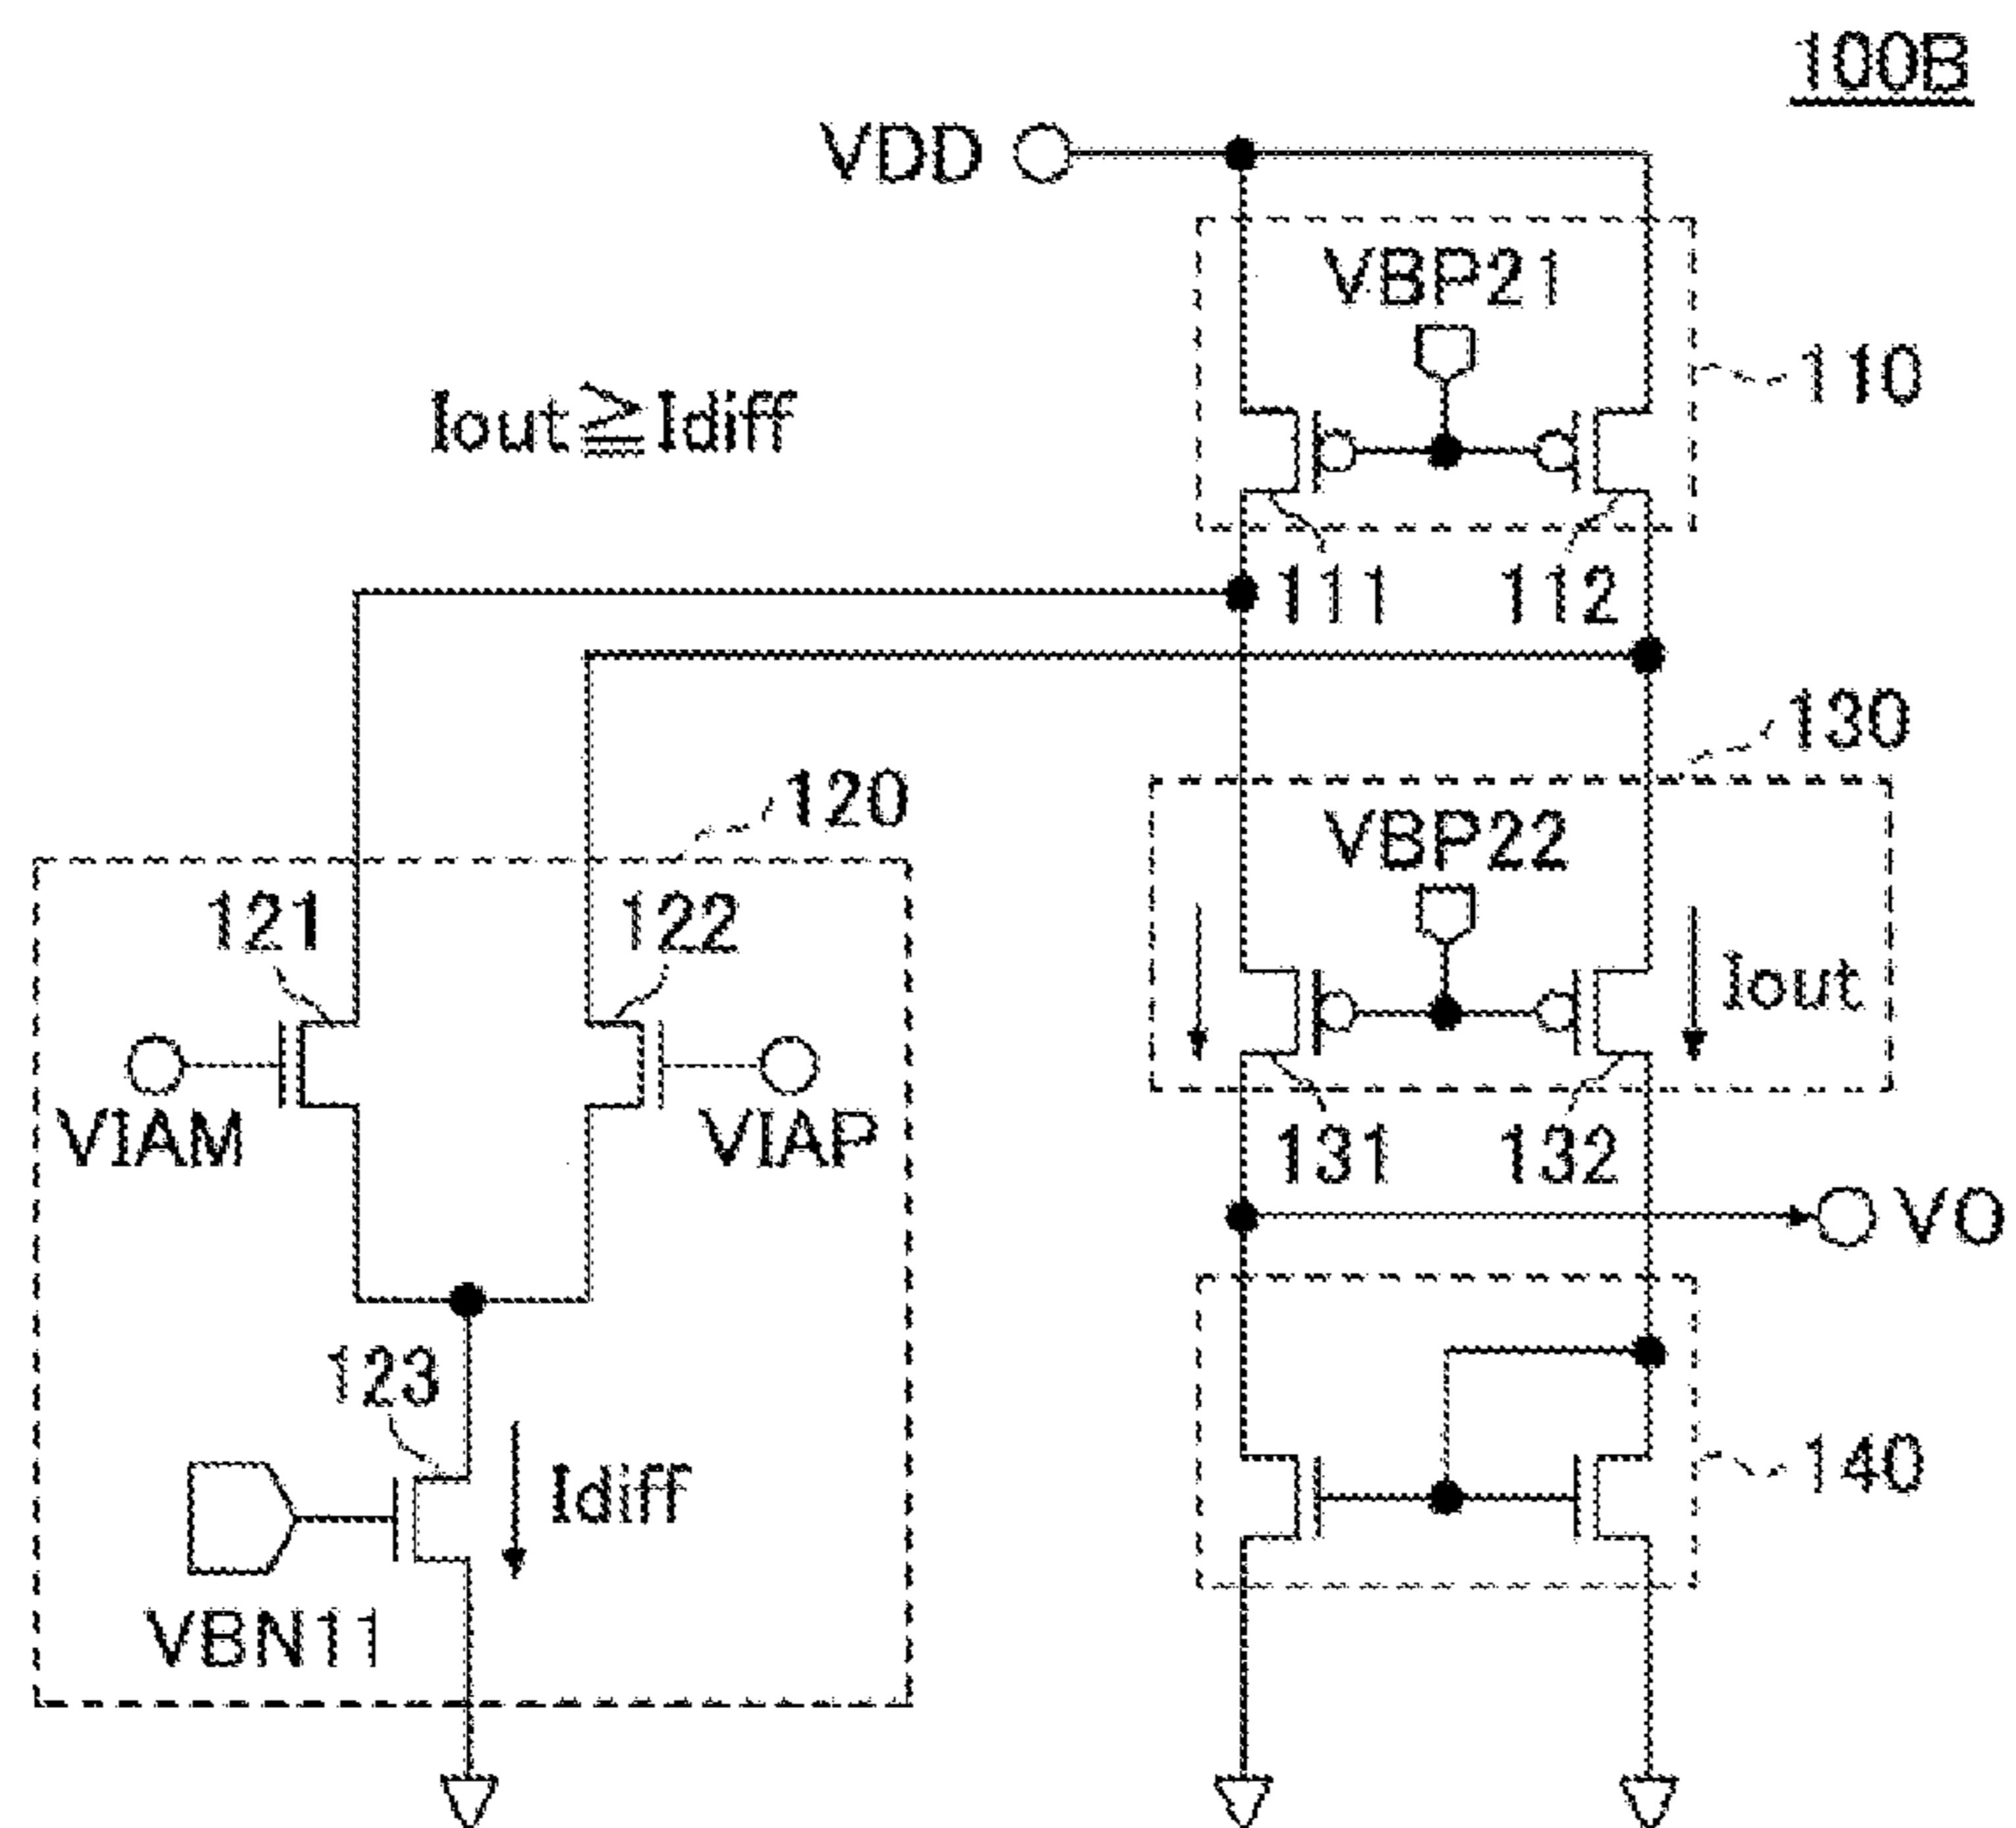 100B
VDD
VBP21
110
Iout≧Idiff
111
112
130
120
VBP22
121
122
Iout
VIAM
VIAP
131
132
VO
123
140
Idiff
VBN11